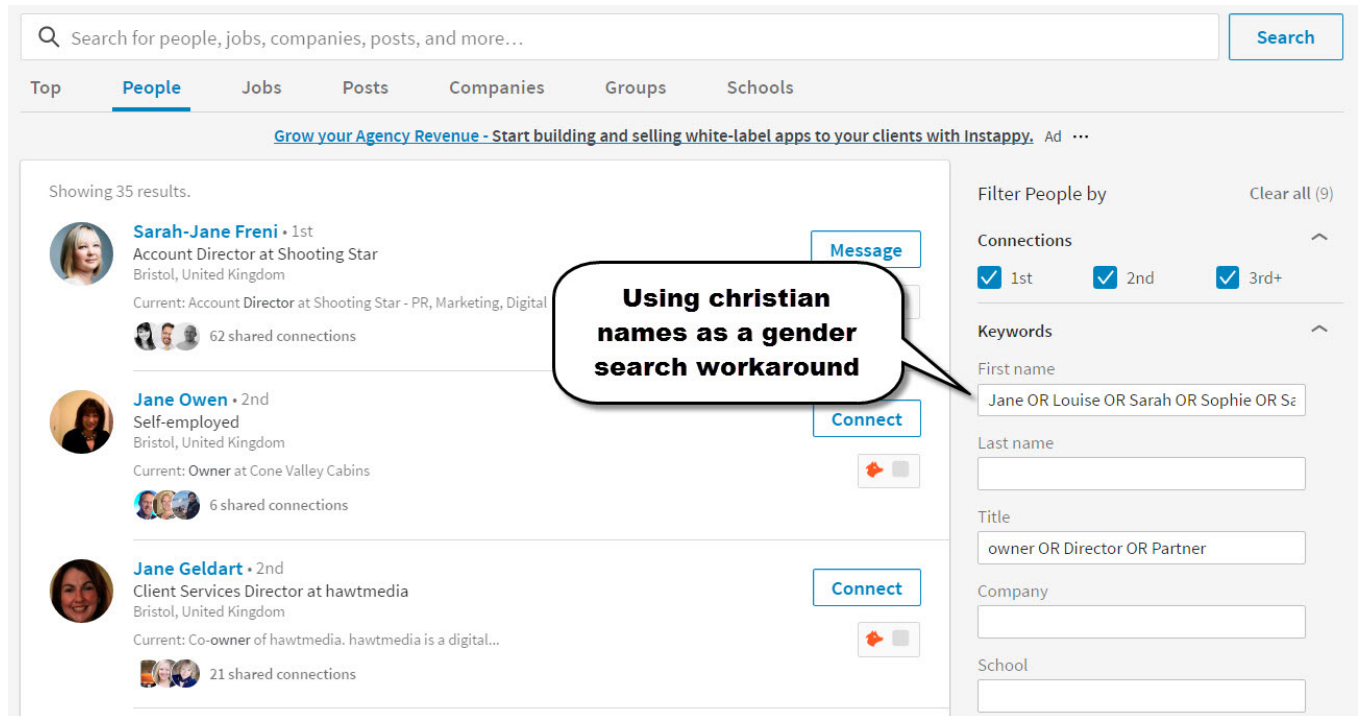 Search for people, jobs, companies, posts, and more...
Search
Top People Jobs Posts Companies Groups Schools
Grow your Agency Revenue - Start building and selling white-label apps to your clients with Instappy. Ad ...
Showing 35 results.
Sarah-Jane Freni • 1st
Account Director at Shooting Star
Bristol, United Kingdom
Current: Account Director at Shooting Star - PR, Marketing, Digital
62 shared connections
Message
Jane Owen • 2nd
Self-employed
Bristol, United Kingdom
Current: Owner at Cone Valley Cabins
6 shared connections
Connect
Jane Geldart • 2nd
Client Services Director at hawtmedia
Bristol, United Kingdom
Current: Co-owner of hawtmedia. hawtmedia is a digital...
21 shared connections
Connect
Using christian
names as a gender
search workaround
Filter People by Clear all (9)
Connections
1st 2nd 3rd+
Keywords
First name
Jane OR Louise OR Sarah OR Sophie OR Sa
Last name
Title
owner OR Director OR Partner
Company
School